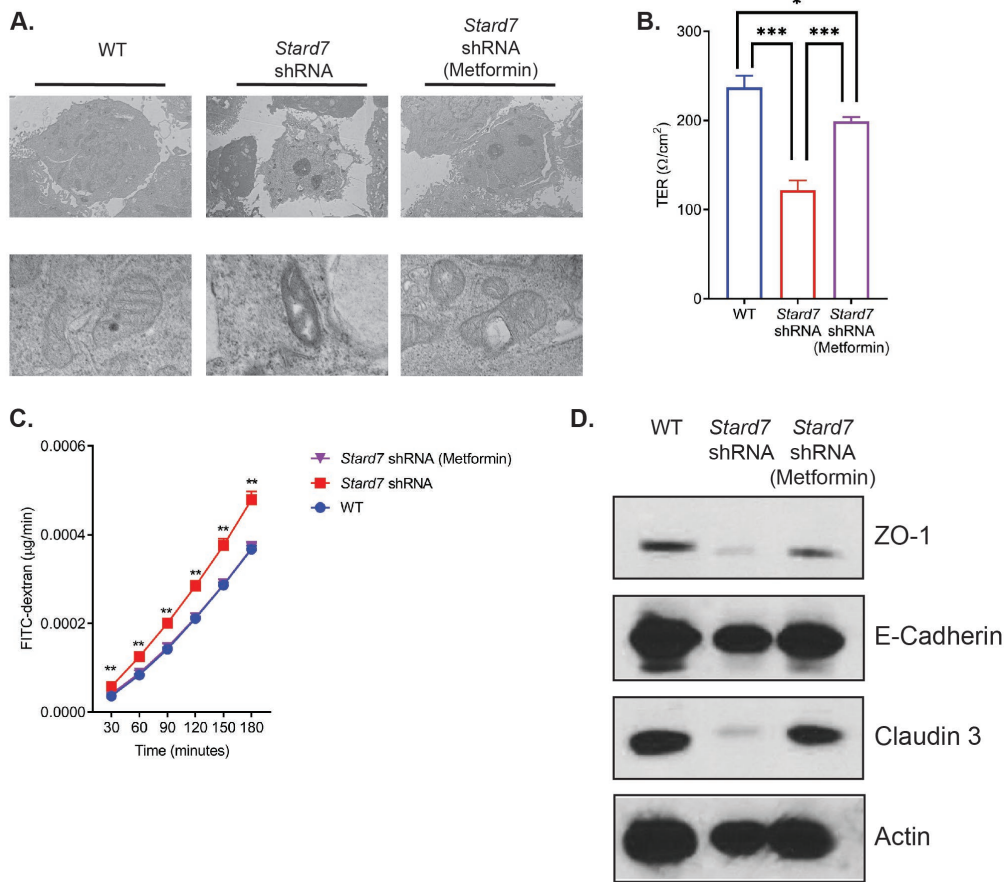 A.
WT
Stard7
shRNA
Stard7
shRNA
(Metformin)
B.
*
***
***
300
200
100
0
TER (Ω/cm²)
WT
Stard7
shRNA
Stard7
shRNA
(Metformin)
C.
0.0006
0.0004
0.0002
0.0000
FITC-dextran (μg/min)
**
**
**
**
**
**
30 60 90 120 150 180
Time (minutes)
Stard7 shRNA (Metformin)
Stard7 shRNA
WT
D.
WT
Stard7
shRNA
Stard7
shRNA
(Metformin)
ZO-1
E-Cadherin
Claudin 3
Actin